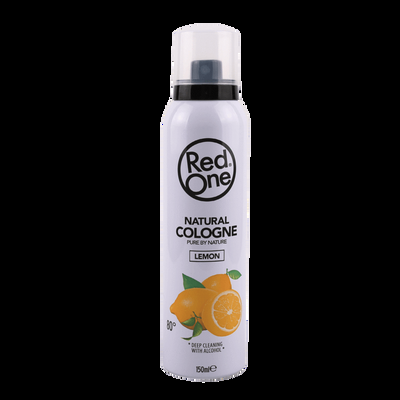 Red
One
NATURAL
COLOGNE
PURE BY NATURE
LEMON
80°
* DEEP CLEANING *
WITH ALCOHOL
150ml℮